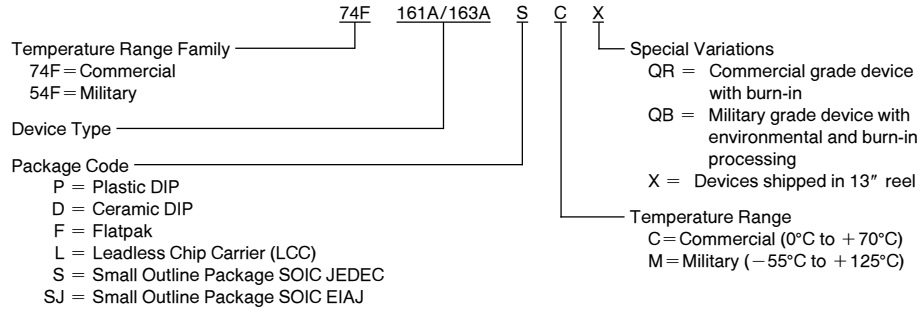 74F 161A/163A S C X
Temperature Range Family
74F = Commercial
54F = Military
Device Type
Package Code
P = Plastic DIP
D = Ceramic DIP
F = Flatpak
L = Leadless Chip Carrier (LCC)
S = Small Outline Package SOIC JEDEC
SJ = Small Outline Package SOIC EIAJ
Special Variations
QR = Commercial grade device
with burn-in
QB = Military grade device with
environmental and burn-in
processing
X = Devices shipped in 13″ reel
Temperature Range
C = Commercial (0°C to +70°C)
M = Military (−55°C to +125°C)